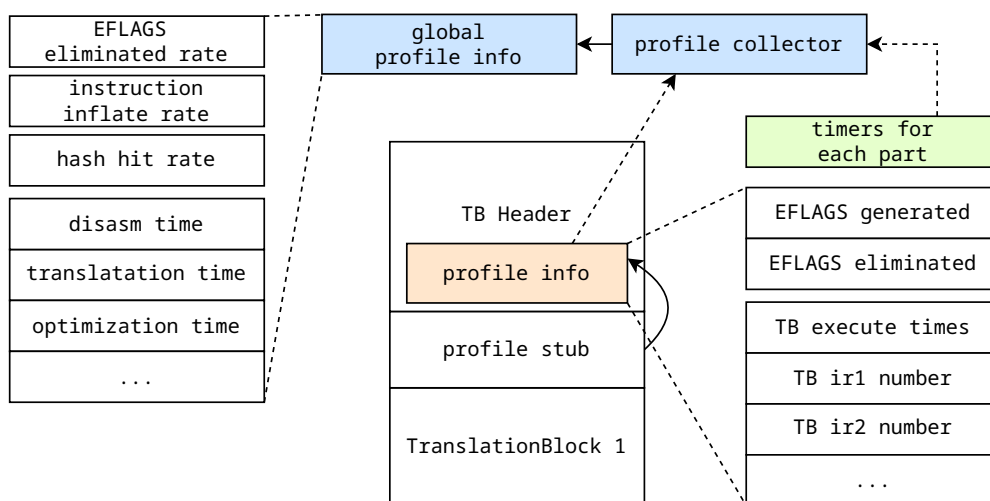 EFLAGS
eliminated rate
instruction
inflate rate
hash hit rate
disasm time
translatation time
optimization time
...
global
profile info
profile collector
TB Header
profile info
profile stub
TranslationBlock 1
timers for
each part
EFLAGS generated
EFLAGS eliminated
TB execute times
TB ir1 number
TB ir2 number
...